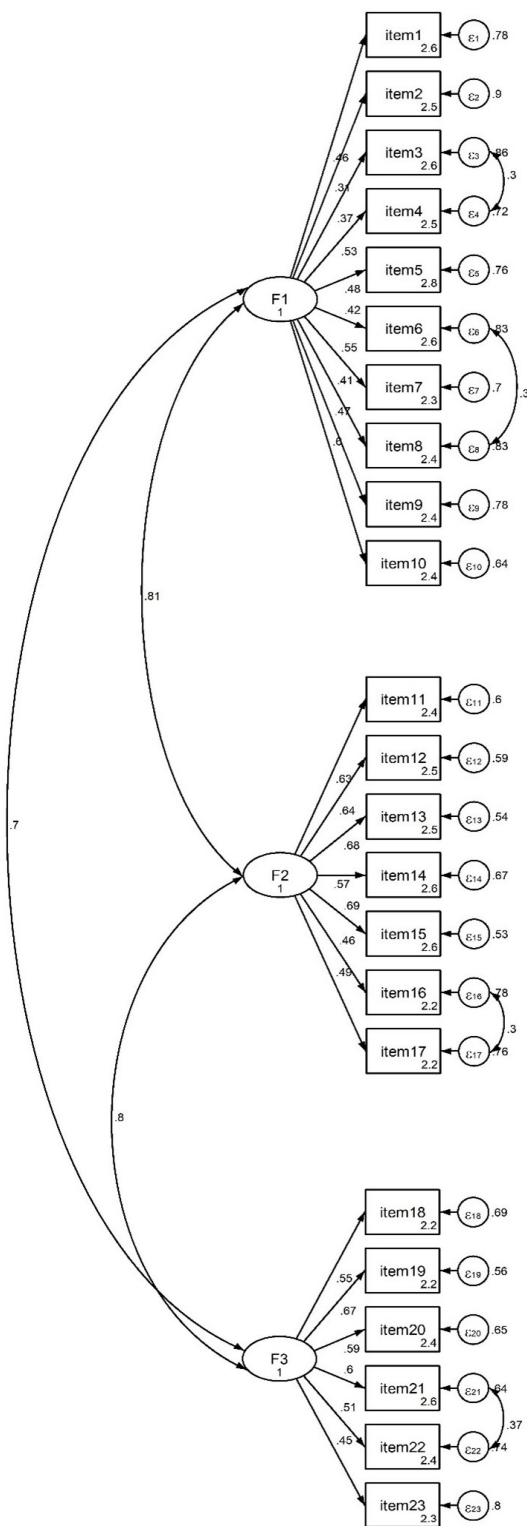 item1
2.6
ε1
.78
item2
2.5
ε2
.9
item3
2.6
ε3
.86
.3
item4
2.5
ε4
.72
item5
2.8
ε5
.76
item6
2.6
ε6
.83
item7
2.3
ε7
.7
.3
item8
2.4
ε8
.83
item9
2.4
ε9
.78
item10
2.4
ε10
.64
.46
.31
.37
.53
.48
.42
.55
.41
.47
.6
F1
1
.81
item11
2.4
ε11
.6
item12
2.5
ε12
.59
item13
2.5
ε13
.54
item14
2.6
ε14
.67
item15
2.6
ε15
.53
item16
2.2
ε16
.78
.3
item17
2.2
ε17
.76
.63
.64
.68
.57
.69
.46
.49
F2
1
.7
.8
item18
2.2
ε18
.69
item19
2.2
ε19
.56
item20
2.4
ε20
.65
item21
2.6
ε21
.64
.37
item22
2.4
ε22
.74
item23
2.3
ε23
.8
.55
.67
.59
.6
.51
.45
F3
1